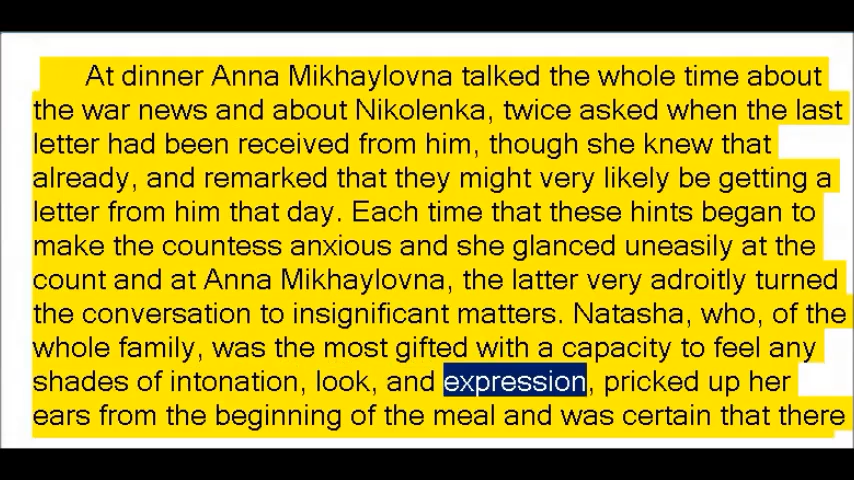 At dinner Anna Mikhaylovna talked the whole time about
the war news and about Nikolenka, twice asked when the last
letter had been received from him, though she knew that
already, and remarked that they might very likely be getting a
letter from him that day. Each time that these hints began to
make the countess anxious and she glanced uneasily at the
count and at Anna Mikhaylovna, the latter very adroitly turned
the conversation to insignificant matters. Natasha, who, of the
whole family, was the most gifted with a capacity to feel any
shades of intonation, look, and expression, pricked up her
ears from the beginning of the meal and was certain that there